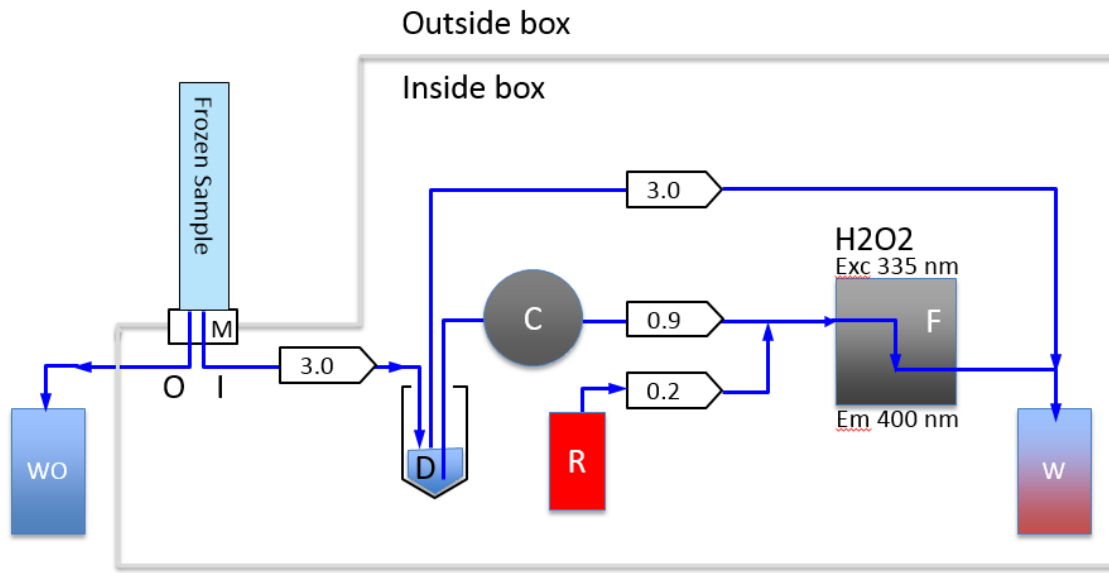 Outside box
Inside box
Frozen Sample
3.0
H2O2
Exc 335 nm
M
C
0.9
F
O
I
3.0
0.2
Em 400 nm
WO
D
R
W